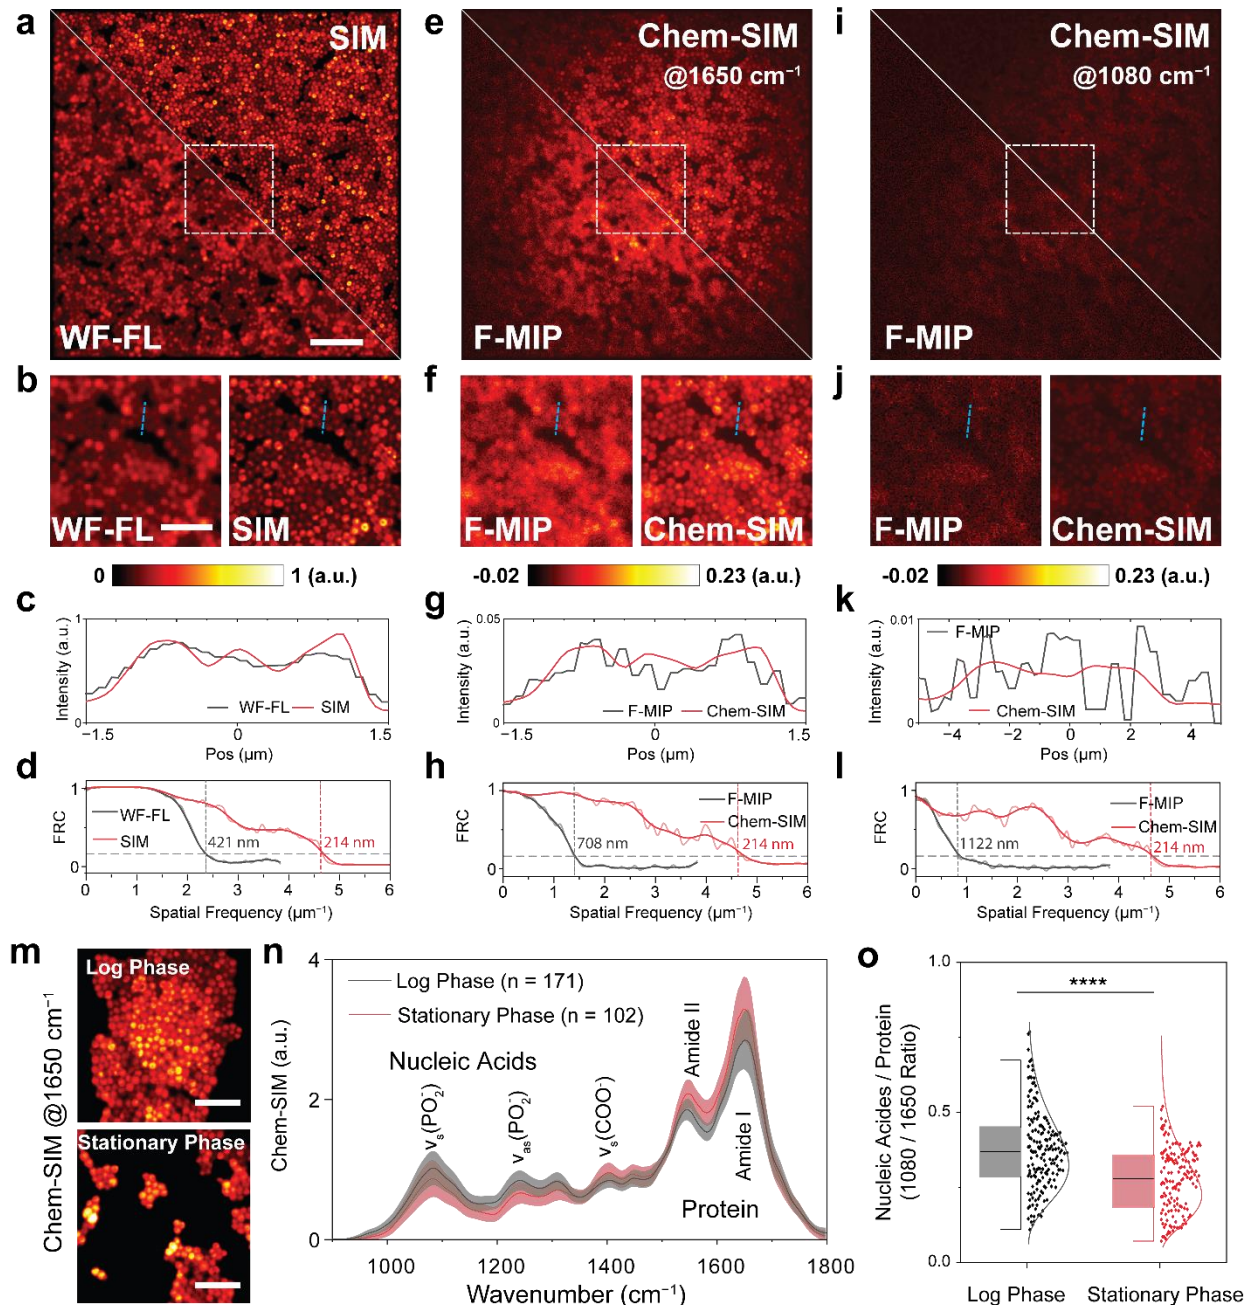 a
SIM
WF-FL
e
Chem-SIM
@1650 cm⁻¹
F-MIP
i
Chem-SIM
@1080 cm⁻¹
F-MIP
b
WF-FL
SIM
f
F-MIP
Chem-SIM
j
F-MIP
Chem-SIM
0 1 (a.u.)
-0.02 0.23 (a.u.)
-0.02 0.23 (a.u.)
c
Intensity (a.u.)
1
0
WF-FL SIM
−1.5 0 1.5
Pos (µm)
g
Intensity (a.u.)
0.05
0
F-MIP Chem-SIM
−1.5 0 1.5
Pos (µm)
k
Intensity (a.u.)
0.01
0
F-MIP
Chem-SIM
−4 −2 0 2 4
Pos (µm)
d
FRC
1
0
WF-FL
SIM
421 nm
214 nm
0 1 2 3 4 5 6
Spatial Frequency (µm⁻¹)
h
FRC
1
0
F-MIP
Chem-SIM
708 nm
214 nm
0 1 2 3 4 5 6
Spatial Frequency (µm⁻¹)
l
FRC
1
0
F-MIP
Chem-SIM
1122 nm
214 nm
0 1 2 3 4 5 6
Spatial Frequency (µm⁻¹)
m
Chem-SIM @1650 cm⁻¹
Log Phase
Stationary Phase
n
Chem-SIM (a.u.)
4
2
0
Log Phase (n = 171)
Stationary Phase (n = 102)
Nucleic Acids
νs(PO2⁻)
νas(PO2⁻)
νs(COO⁻)
Amide II
Amide I
Protein
1000 1200 1400 1600 1800
Wavenumber (cm⁻¹)
o
Nucleic Acides / Protein
(1080 / 1650 Ratio)
1.0
0.5
0.0
****
Log Phase Stationary Phase